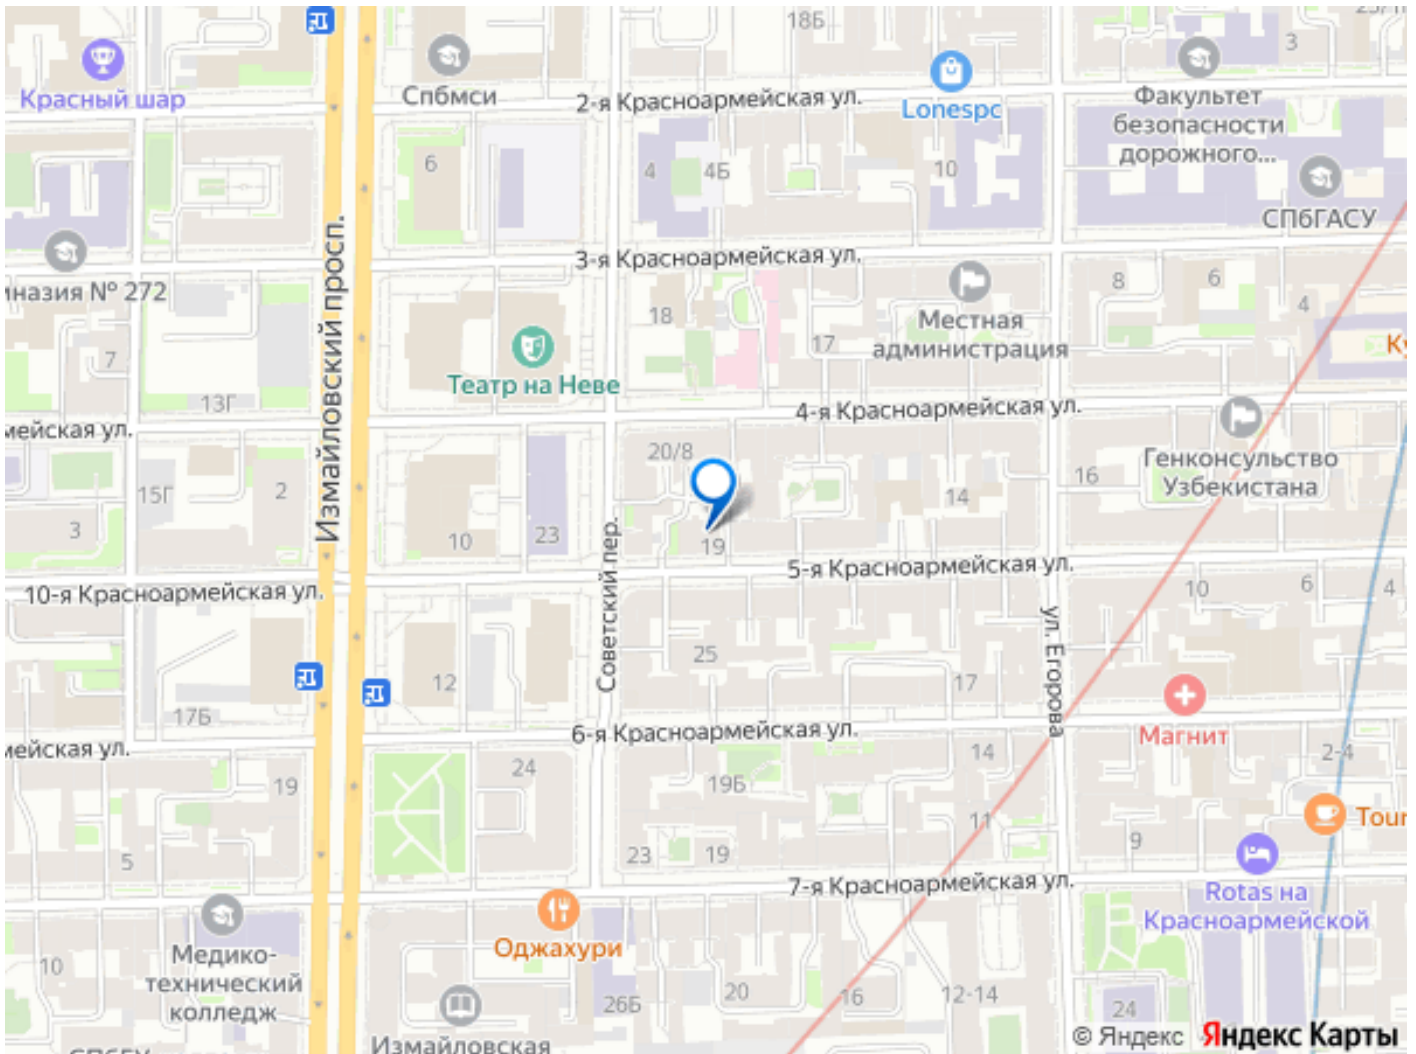 18Б
3
Красный шар
Спбмси
2-я Красноармейская ул.
Lonespc
Факультет
безопасности
дорожного...
6
4
4Б
10
СПбГАСУ
3-я Красноармейская ул.
иназия № 272
Измайловский просп.
18
17
Местная
администрация
8
6
4
7
Театр на Неве
13Г
4-я Красноармейская ул.
мейская ул.
20/8
Генконсульство
Узбекистана
16
14
15Г
2
3
10
23
19
Советский пер.
5-я Красноармейская ул.
10-я Красноармейская ул.
10
6
4
ул. Егорова
25
17
12
17Б
6-я Красноармейская ул.
Магнит
мейская ул.
14
2-4
24
19Б
19
11
Tour
9
5
23
19
7-я Красноармейская ул.
Rotas на
Красноармейской
Оджахури
Медико-
технический
колледж
10
26Б
20
16
12-14
24
Измайловская
© Яндекс Яндекс Карты